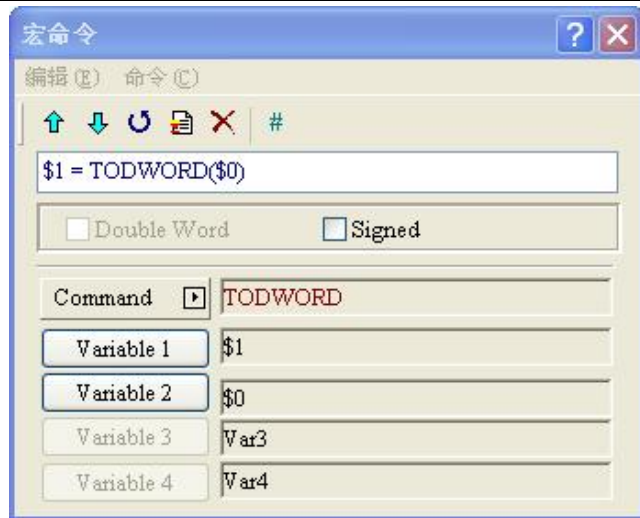 宏命令
编辑(E) 命令(C)
#
$1 = TODWORD($0)
Double Word Signed
Command TODWORD
Variable 1 $1
Variable 2 $0
Variable 3 Var3
Variable 4 Var4